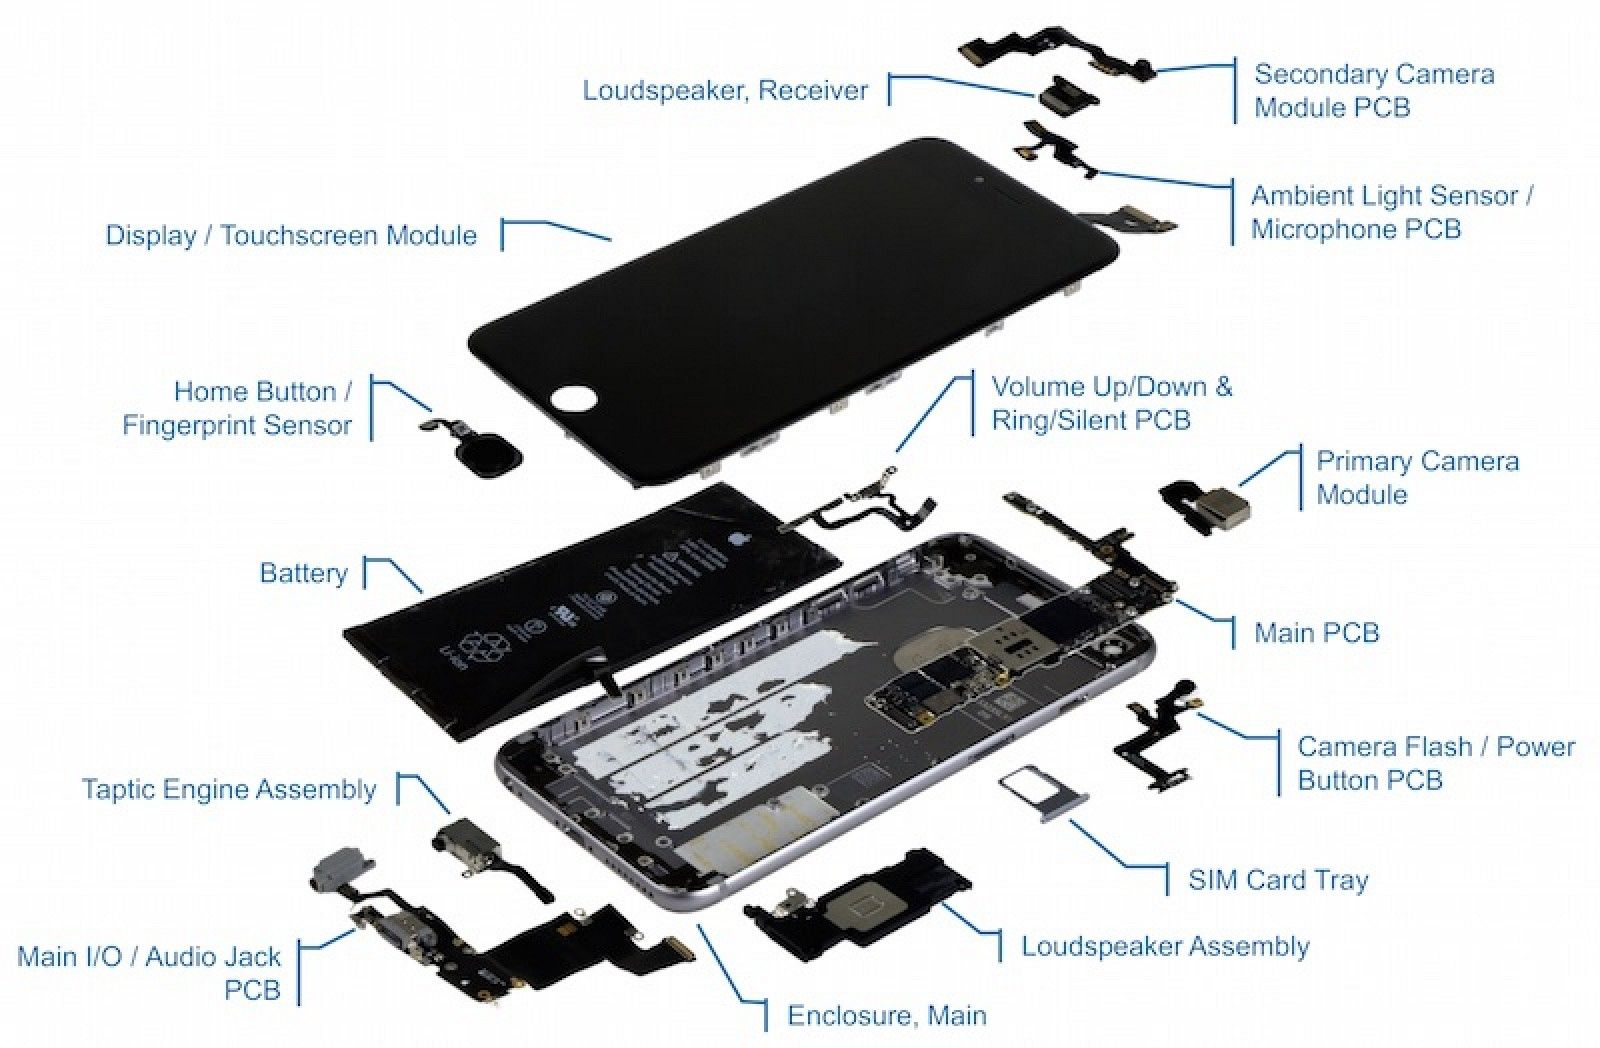 Secondary Camera
Module PCB
Loudspeaker, Receiver
Ambient Light Sensor /
Microphone PCB
Display / Touchscreen Module
Home Button /
Fingerprint Sensor
Volume Up/Down &
Ring/Silent PCB
Primary Camera
Module
Battery
Li-ion
Main PCB
Camera Flash / Power
Button PCB
Taptic Engine Assembly
SIM Card Tray
Main I/O / Audio Jack
PCB
Loudspeaker Assembly
Enclosure, Main